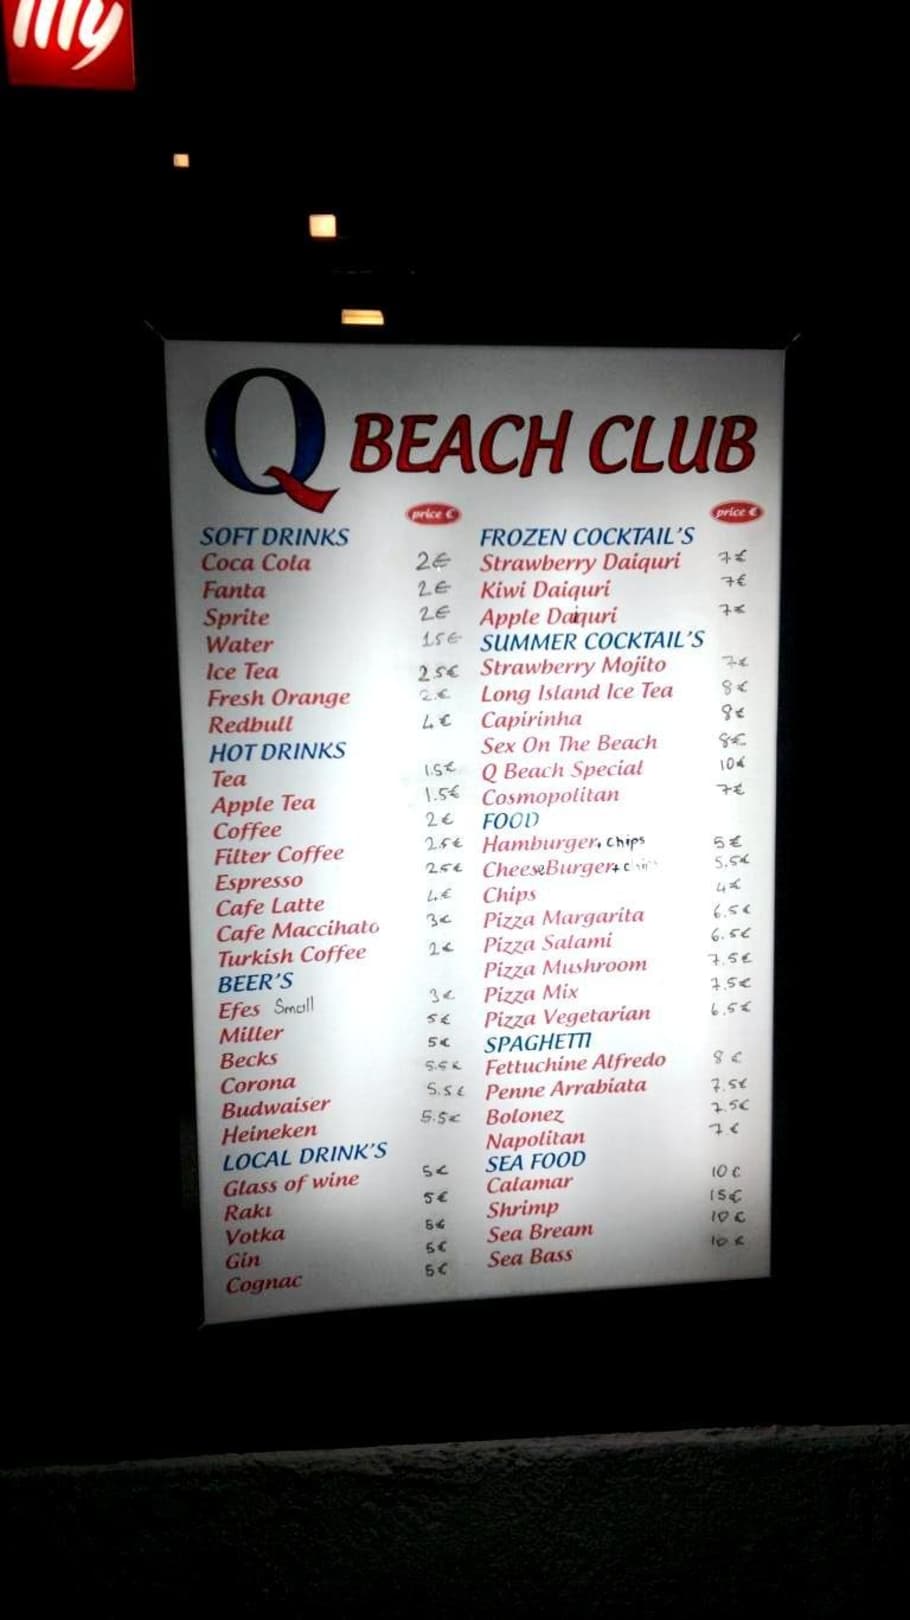 illy
Q BEACH CLUB
price €
SOFT DRINKS
Coca Cola 2€
Fanta 2€
Sprite 2€
Water 1.5€
Ice Tea 2.5€
Fresh Orange 2€
Redbull 4€
HOT DRINKS
Tea 1.5€
Apple Tea 1.5€
Coffee 2€
Filter Coffee 2.5€
Espresso 2.5€
Cafe Latte 4€
Cafe Maccihato 3€
Turkish Coffee 2€
BEER'S
Efes Small 3€
Miller 5€
Becks 5€
Corona 5.5€
Budwaiser 5.5€
Heineken 5.5€
LOCAL DRINK'S
Glass of wine 5€
Rakı 5€
Votka 5€
Gin 5€
Cognac 5€
price €
FROZEN COCKTAIL'S
Strawberry Daiquri 7€
Kiwi Daiquri 7€
Apple Daiquri 7€
SUMMER COCKTAIL'S
Strawberry Mojito 7€
Long Island Ice Tea 8€
Capirinha 8€
Sex On The Beach 8€
Q Beach Special 10€
Cosmopolitan 7€
FOOD
Hamburger+ chips 5€
CheeseBurger+ chips 5.5€
Chips 4€
Pizza Margarita 6.5€
Pizza Salami 6.5€
Pizza Mushroom 7.5€
Pizza Mix 7.5€
Pizza Vegetarian 6.5€
SPAGHETTI
Fettuchine Alfredo 8€
Penne Arrabiata 7.5€
Bolonez 7.5€
Napolitan 7€
SEA FOOD
Calamar 10€
Shrimp 15€
Sea Bream 10€
Sea Bass 10€